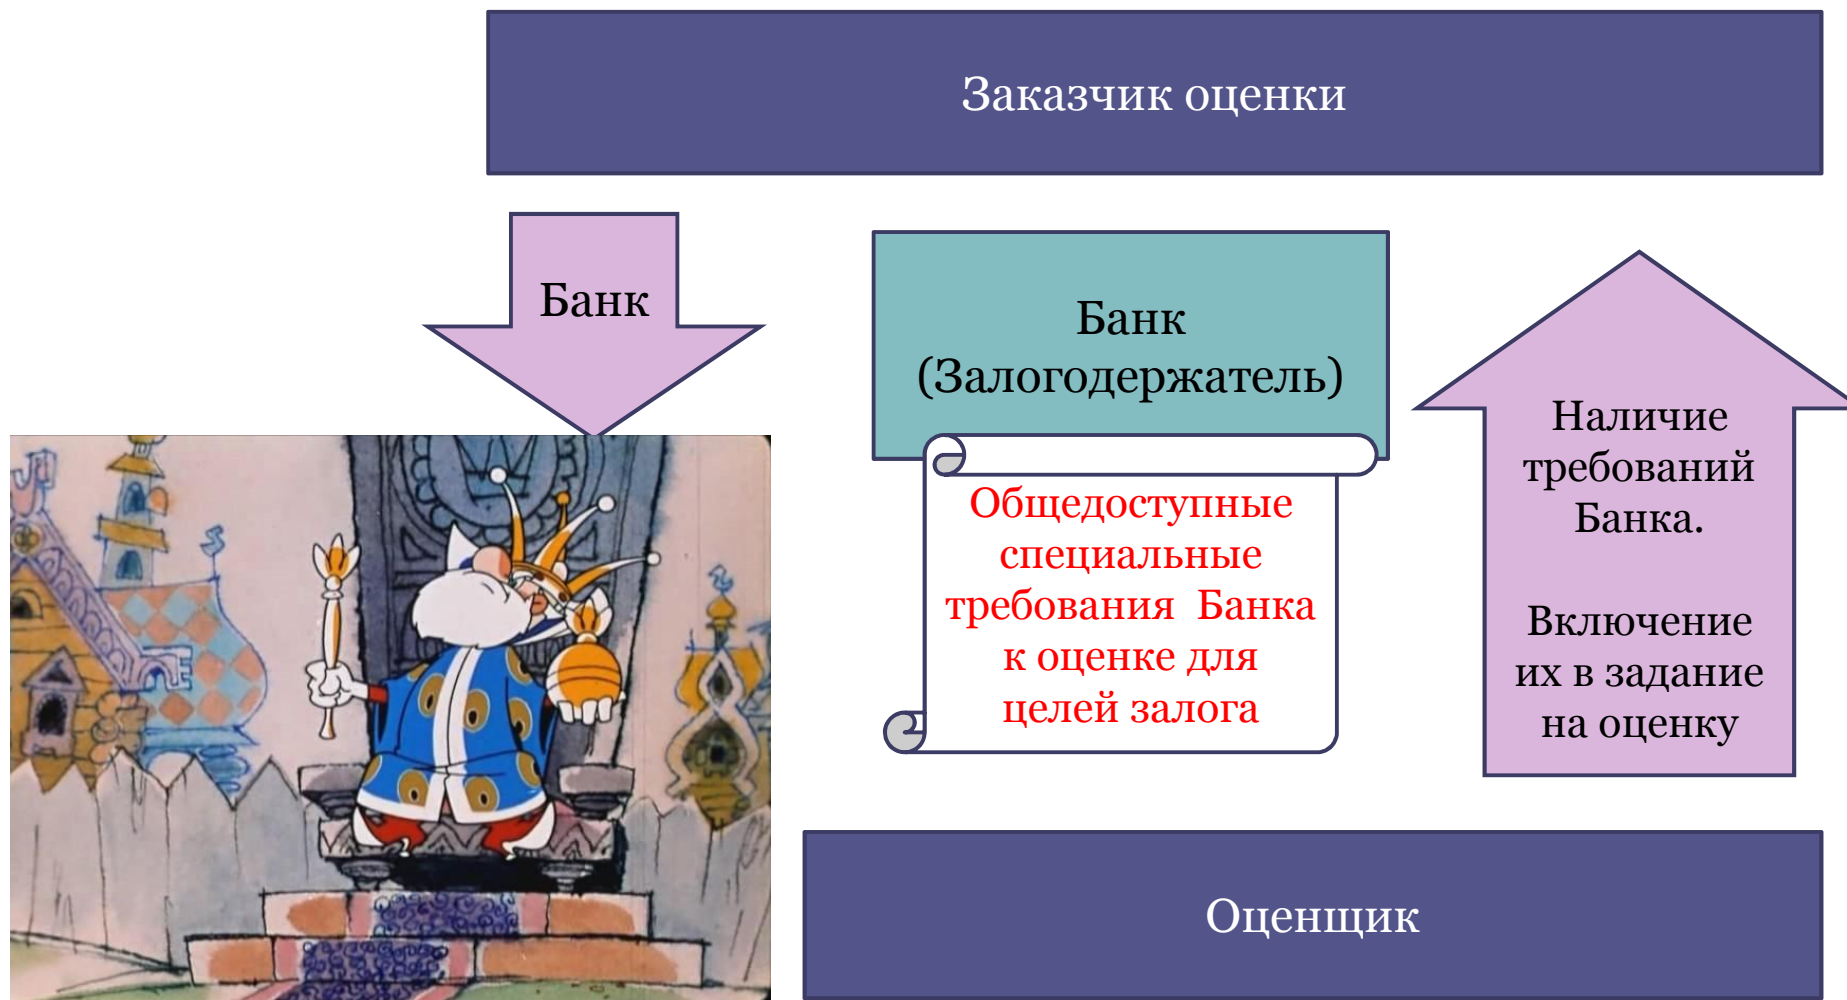 Заказчик оценки
Банк
Банк
(Залогодержатель)
Общедоступные
специальные
требования Банка
к оценке для
целей залога
Наличие
требований
Банка.
Включение
их в задание
на оценку
Оценщик